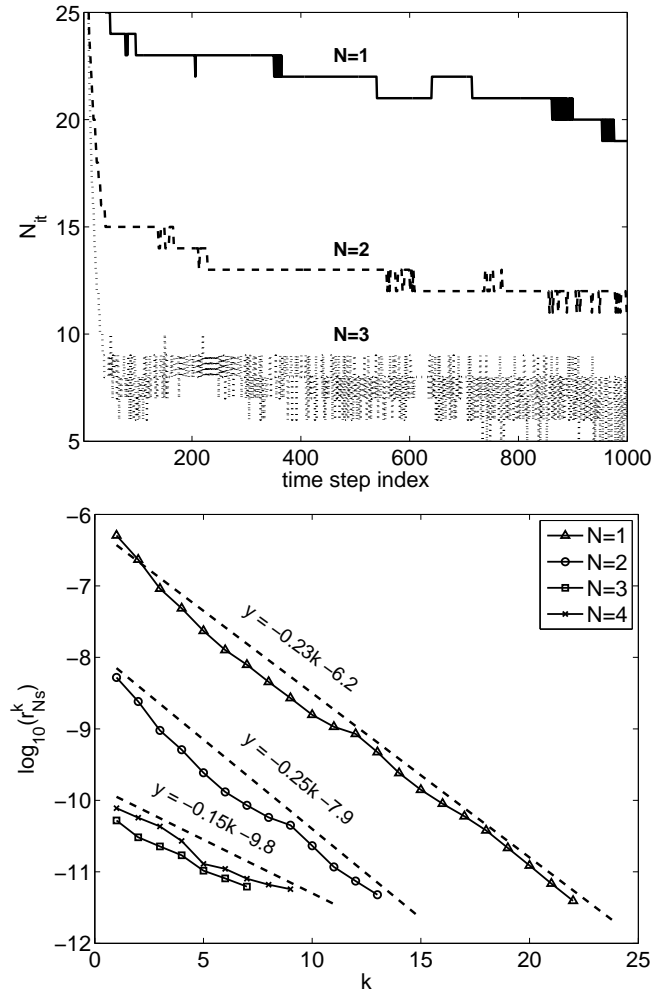 25
20
15
10
5
N_it
N=1
N=2
N=3
200
400
600
800
1000
time step index
−6
−7
−8
−9
−10
−11
−12
log_10(r^k_Ns)
N=1
N=2
N=3
N=4
y = −0.23k−6.2
y = −0.25k−7.9
y = −0.15k−9.8
0
5
10
15
20
25
k